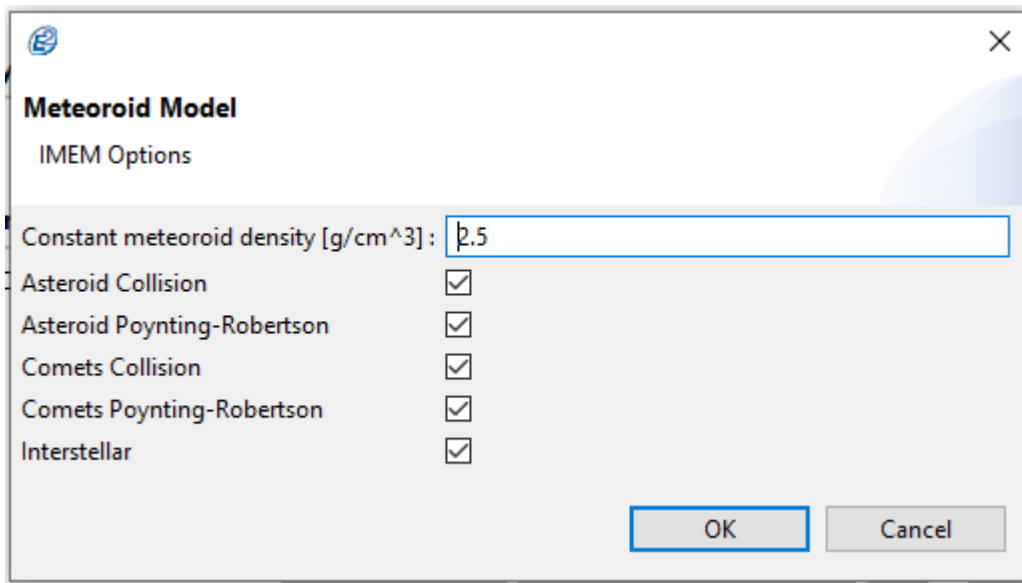 Meteoroid Model
IMEM Options
Constant meteoroid density [g/cm^3] : 2.5
Asteroid Collision
Asteroid Poynting-Robertson
Comets Collision
Comets Poynting-Robertson
Interstellar
OK Cancel